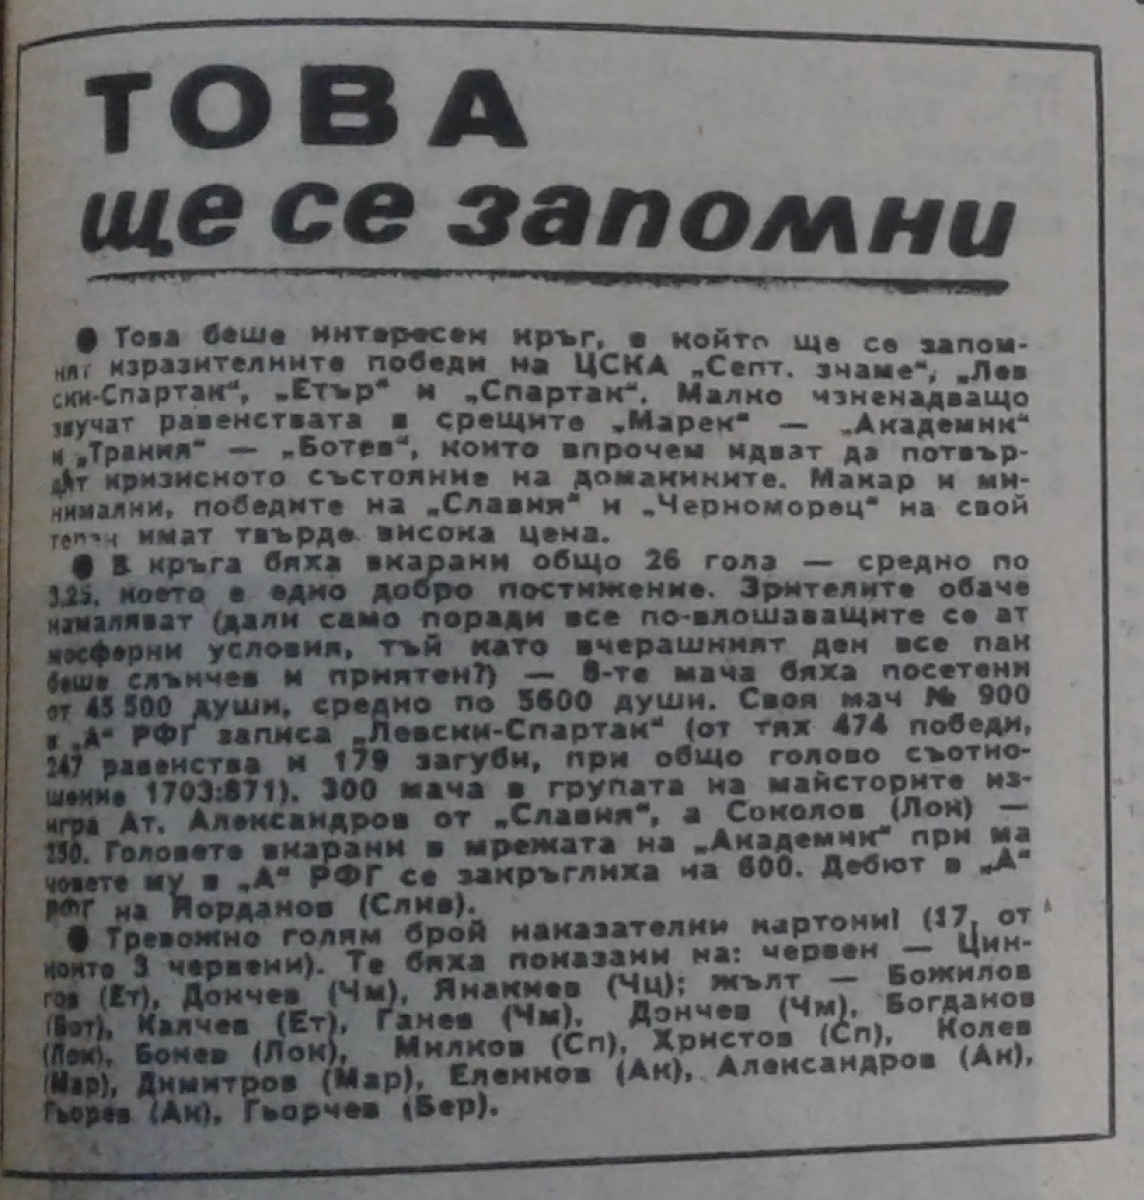 ТОВА
ще се запомни
● Това беше интересен кръг, в който ще се запом-
нят изразителните победи на ЦСКА „Септ. знаме“, „Лев
ски-Спартак“, „Етър“ и „Спартак“. Малко изненадващо
звучат равенствата в срещите „Марек“ — „Академик“
и „Тракия“ — „Ботев“, които впрочем идват да потвър-
дят кризисното състояние на домакините. Макар и ми-
нимални, победите на „Славия“ и „Черноморец“ на свой
терен имат твърде висока цена.
● В кръга бяха вкарани общо 26 гола — средно по
3,25, което е едно добро постижение. Зрителите обаче
намаляват (дали само поради все по-влошаващите се ат
мосферни условия, тъй като вчерашният ден все пак
беше слънчев и приятен?) — 8-те мача бяха посетени
от 45 500 души, средно по 5600 души. Своя мач № 900
в „А“ РФГ записа „Левски-Спартак“ (от тях 474 победи,
247 равенства и 179 загуби, при общо голово съотно-
шение 1703:871). 300 мача в групата на майсторите из-
игра Ат. Александров от „Славия“, а Соколов (Лок) —
250. Головете вкарани в мрежата на „Академик“ при ма
човете му в „А“ РФГ се закръглиха на 600. Дебют в „А“
РФГ на Йорданов (Слив).
● Тревожно голям брой наказателни картони! (17, от
които 3 червени). Те бяха показани на: червен — Цин-
гов (Ет), Дончев (Чм), Янакиев (Чц); жълт — Божилов
(Бот), Калчев (Ет), Ганев (Чм), Дончев (Чм), Богданов
(Лок), Бонев (Лок), Милков (Сп), Христов (Сп), Колев
(Мар), Димитров (Мар), Еленков (Ак), Александров (Ак),
Гьорев (Ак), Гьорчев (Бер).